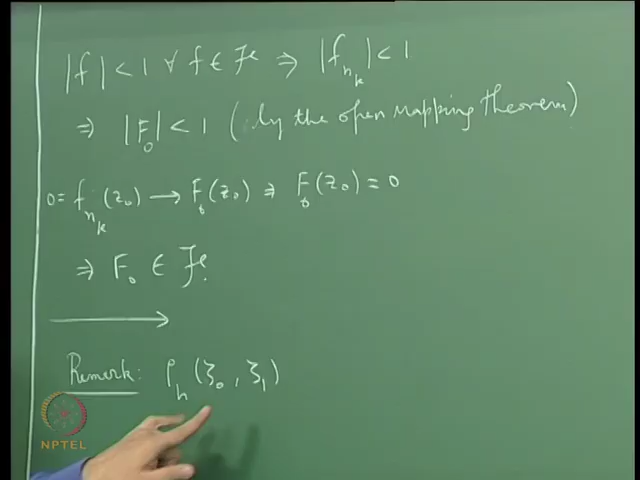 |f| < 1 ∀ f ∈ ℱ ⇒ |f_{n_k}| < 1
⇒ |F_0| < 1 (by the open mapping theorem)
0 = f_{n_k}(z_0) → F_0(z_0) ⇒ F_0(z_0) = 0
⇒ F_0 ∈ ℱ.
Remark: ρ_h(ζ_0, ζ_1)
NPTEL